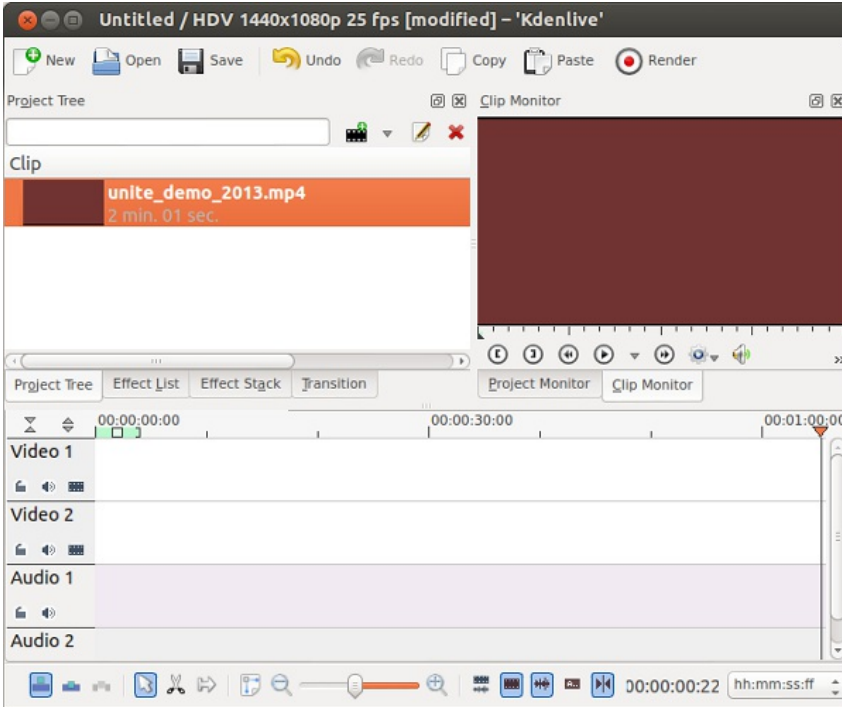 Untitled / HDV 1440x1080p 25 fps [modified] – 'Kdenlive'
New Open Save Undo Redo Copy Paste Render
Project Tree
Clip Monitor
Clip
unite_demo_2013.mp4
2 min. 01 sec.
Project Tree Effect List Effect Stack Transition
Project Monitor Clip Monitor
00:00:00:00 00:00:30:00 00:01:00:00
Video 1
Video 2
Audio 1
Audio 2
00:00:00:22 hh:mm:ss:ff